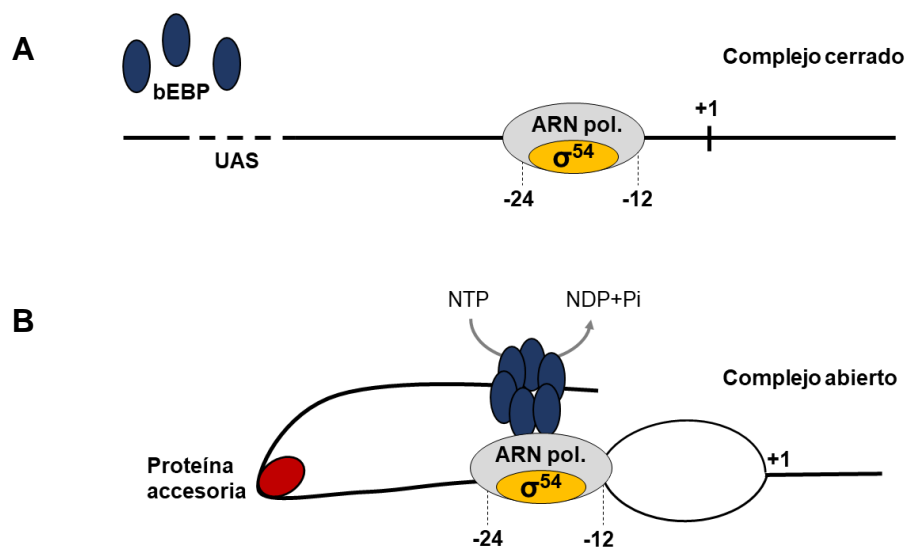 A
Complejo cerrado
bEBP
+1
ARN pol.
σ⁵⁴
UAS
-24
-12
NTP
NDP+Pi
B
Complejo abierto
ARN pol.
+1
Proteína
accesoria
σ⁵⁴
-24
-12